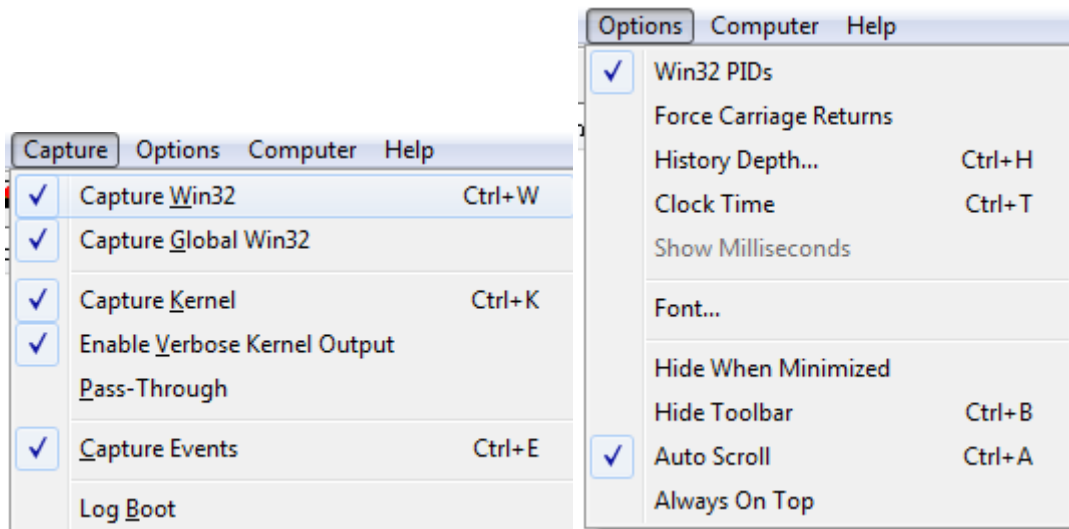 Capture Options Computer Help
Capture Win32 Ctrl+W
Capture Global Win32
Capture Kernel Ctrl+K
Enable Verbose Kernel Output
Pass-Through
Capture Events Ctrl+E
Log Boot
Options Computer Help
Win32 PIDs
Force Carriage Returns
History Depth... Ctrl+H
Clock Time Ctrl+T
Show Milliseconds
Font...
Hide When Minimized
Hide Toolbar Ctrl+B
Auto Scroll Ctrl+A
Always On Top